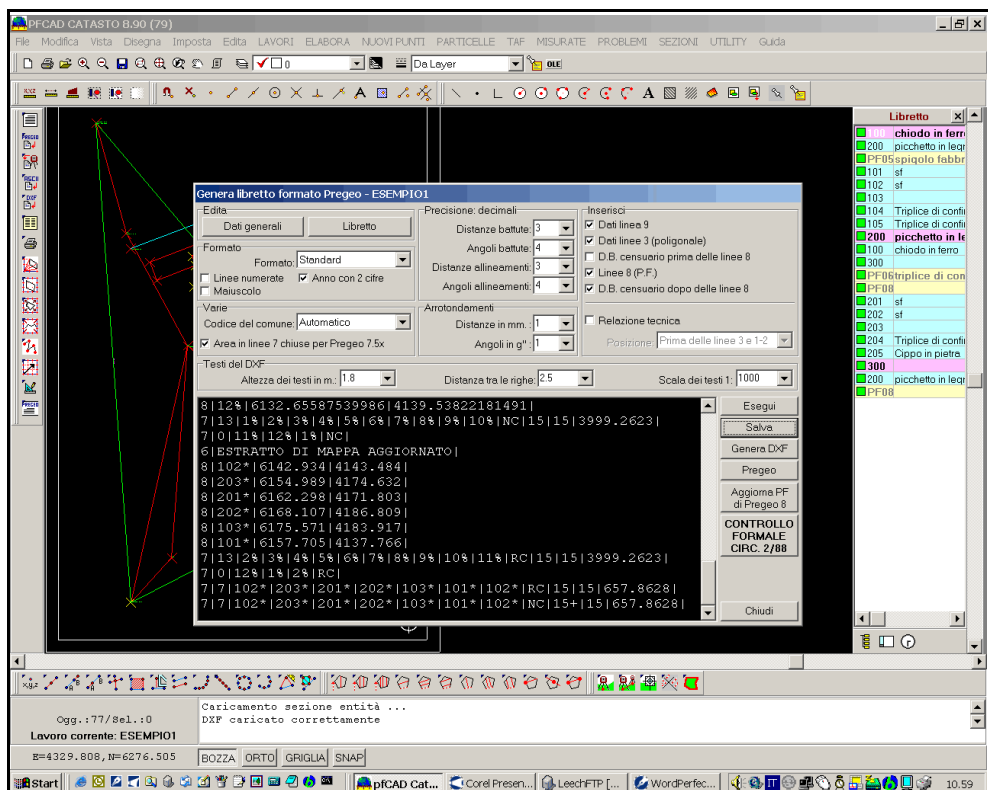 PFCAD CATASTO 8.90 (79)
File Modifica Vista Disegna Imposta Edita LAVORI ELABORA NUOVI PUNTI PARTICELLE TAF MISURATE PROBLEMI SEZIONI UTILITY Guida
0 Da Layer OLE
Libretto
100 chiodo in ferr
200 picchetto in legr
PF05 spigolo fabbr
101 sf
102 sf
103
104 Triplice di confin
105 Triplice di confin
200 picchetto in le
100 chiodo in ferro
300
PF06 triplice di con
PF08
201 sf
202 sf
203
204 Triplice di confin
205 Cippo in pietra
300
200 picchetto in legr
PF08
Genera libretto formato Pregeo - ESEMPIO1
Edita
Dati generali Libretto
Formato
Formato: Standard
Linee numerate Anno con 2 cifre
Maiuscolo
Varie
Codice del comune: Automatico
Area in linee 7 chiuse per Pregeo 7.5x
Precisione: decimali
Distanze battute: 3
Angoli battute: 4
Distanze allineamenti: 3
Angoli allineamenti: 4
Arrotondamenti
Distanze in mm. : 1
Angoli in g" : 1
Inserisci
Dati linea 9
Dati linee 3 (poligonale)
D.B. censuario prima delle linee 8
Linee 8 (P.F.)
D.B. censuario dopo delle linee 8
Relazione tecnica
Posizione: Prima delle linee 3 e 1-2
Testi del DXF
Altezza dei testi in m.: 1.8 Distanza tra le righe: 2.5 Scala dei testi 1: 1000
8|12%|6132.65587539986|4139.53822181491|
7|13|1%|2%|3%|4%|5%|6%|7%|8%|9%|10%|NC|15|15|3999.2623|
7|0|11%|12%|1%|NC|
6|ESTRATTO DI MAPPA AGGIORNATO|
8|102*|6142.934|4143.484|
8|203*|6154.989|4174.632|
8|201*|6162.298|4171.803|
8|202*|6168.107|4186.809|
8|103*|6175.571|4183.917|
8|101*|6157.705|4137.766|
7|13|2%|3%|4%|5%|6%|7%|8%|9%|10%|11%|RC|15|15|3999.2623|
7|0|12%|1%|2%|RC|
7|7|102*|203*|201*|202*|103*|101*|102*|RC|15|15|657.8628|
7|7|102*|203*|201*|202*|103*|101*|102*|NC|15+|15|657.8628|
Esegui
Salva
Genera DXF
Pregeo
Aggiorna PF
di Pregeo 8
CONTROLLO
FORMALE
CIRC. 2/88
Chiudi
Ogg.:77/Sel.:0
Lavoro corrente: ESEMPIO1
Caricamento sezione entità ...
DXF caricato correttamente
E=4329.808,N=6276.505
BOZZA ORTO GRIGLIA SNAP
Start pfCAD Cat... Corel Presen... LeechFTP [... WordPerfec... 10.59